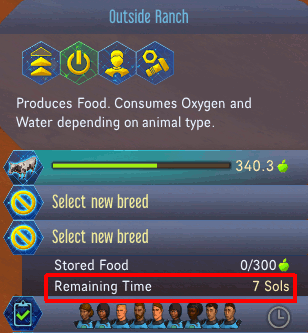 Outside Ranch
Produces Food. Consumes Oxygen and
Water depending on animal type.
340.3
Select new breed
Select new breed
Stored Food 0/300
Remaining Time 7 Sols